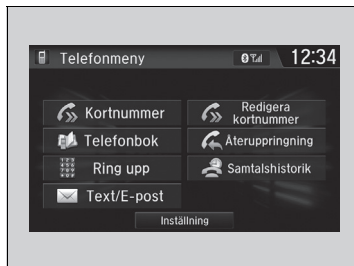 Telefonmeny 12:34
Kortnummer
Redigera
kortnummer
Telefonbok
Återuppringning
Ring upp
Samtalshistorik
Text/E-post
Inställning